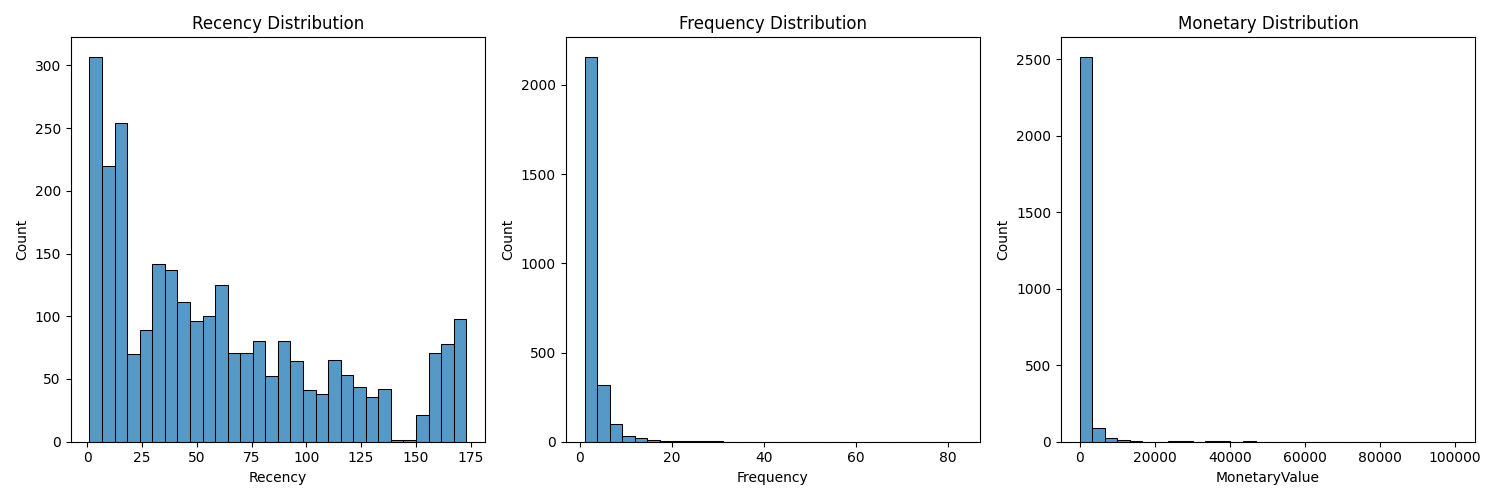 Recency Distribution
300
250
200
150
100
50
0
Count
0 25 50 75 100 125 150 175
Recency
Frequency Distribution
2000
1500
1000
500
0
Count
0 20 40 60 80
Frequency
Monetary Distribution
2500
2000
1500
1000
500
0
Count
0 20000 40000 60000 80000 100000
MonetaryValue